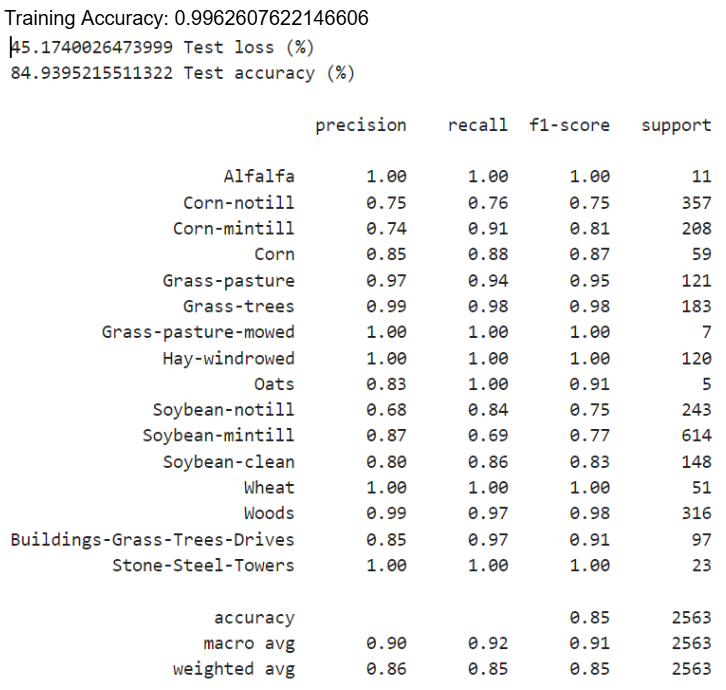 Training Accuracy: 0.9962607622146606
45.1740026473999 Test loss (%)
84.9395215511322 Test accuracy (%)
precision recall f1-score support
Alfalfa 1.00 1.00 1.00 11
Corn-notill 0.75 0.76 0.75 357
Corn-mintill 0.74 0.91 0.81 208
Corn 0.85 0.88 0.87 59
Grass-pasture 0.97 0.94 0.95 121
Grass-trees 0.99 0.98 0.98 183
Grass-pasture-mowed 1.00 1.00 1.00 7
Hay-windrowed 1.00 1.00 1.00 120
Oats 0.83 1.00 0.91 5
Soybean-notill 0.68 0.84 0.75 243
Soybean-mintill 0.87 0.69 0.77 614
Soybean-clean 0.80 0.86 0.83 148
Wheat 1.00 1.00 1.00 51
Woods 0.99 0.97 0.98 316
Buildings-Grass-Trees-Drives 0.85 0.97 0.91 97
Stone-Steel-Towers 1.00 1.00 1.00 23
accuracy 0.85 2563
macro avg 0.90 0.92 0.91 2563
weighted avg 0.86 0.85 0.85 2563